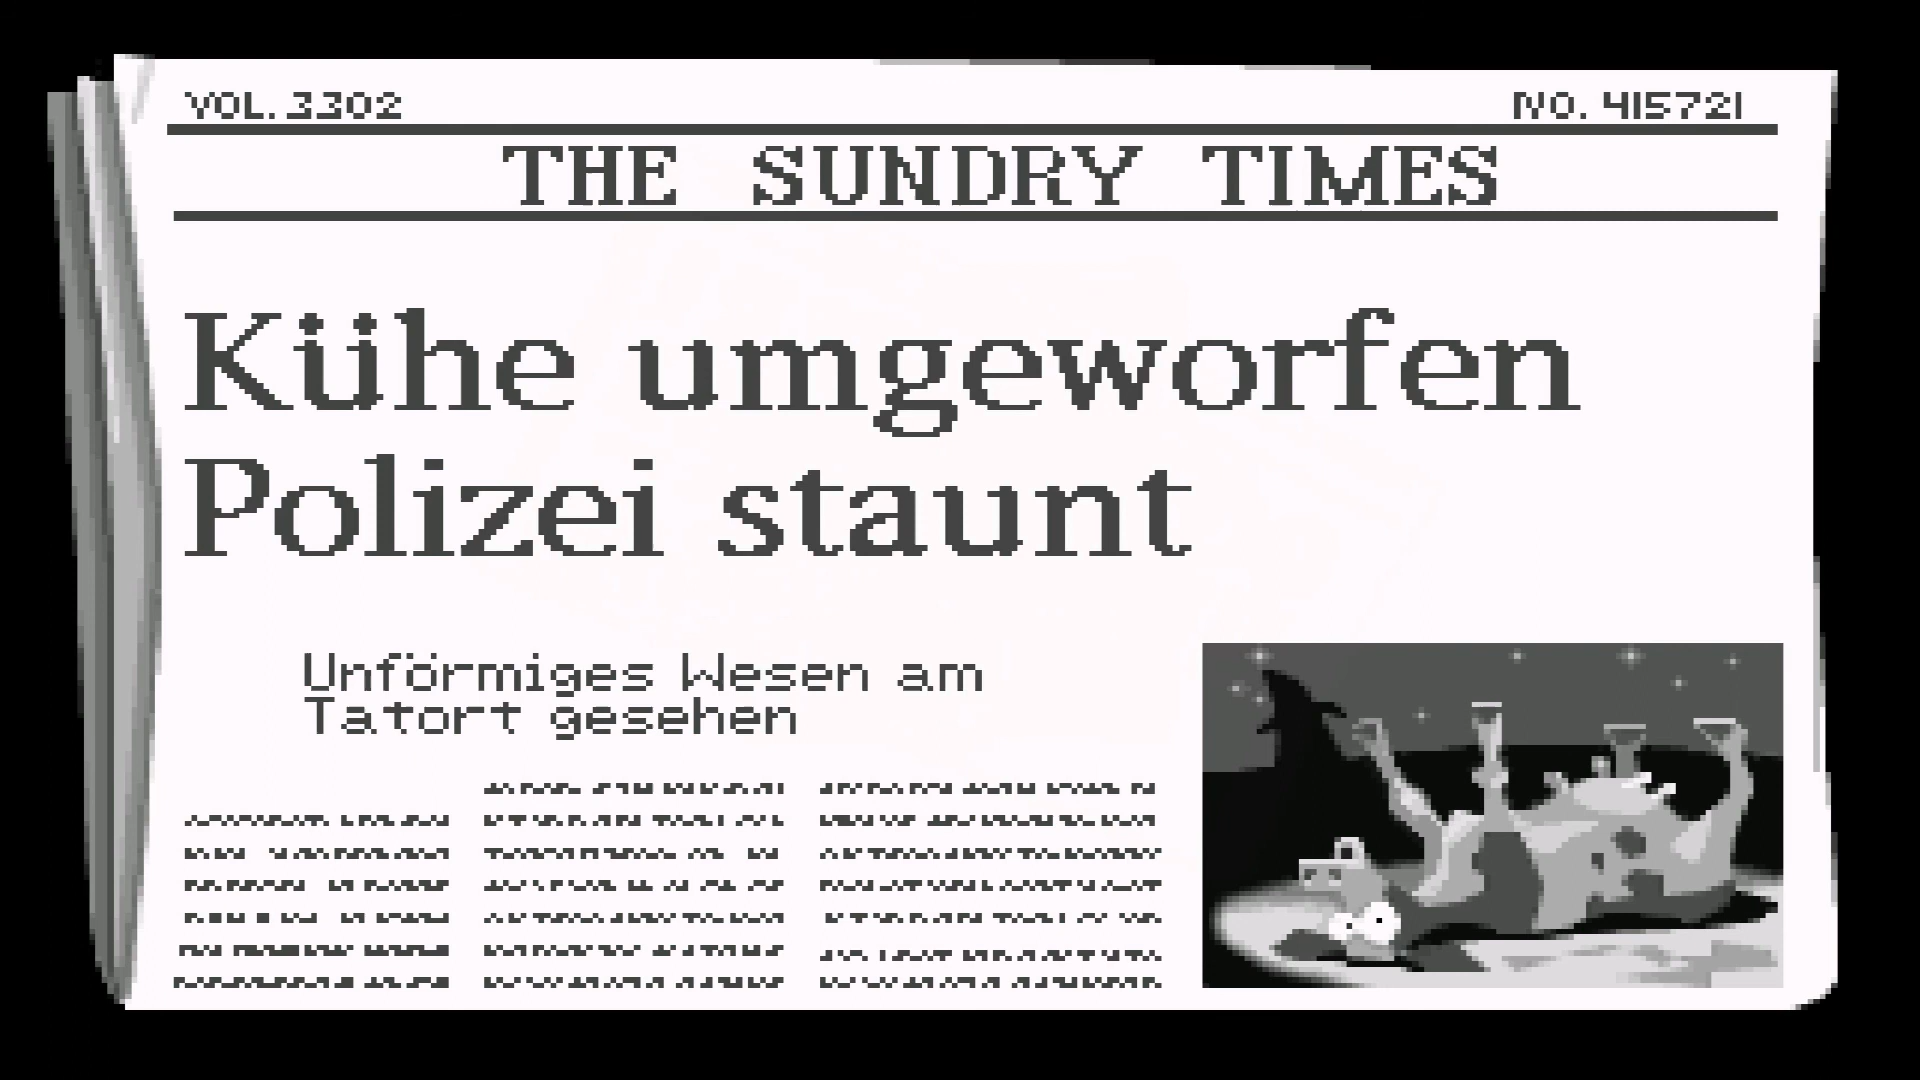 VOL. 3302
NO. 415721
THE SUNDRY TIMES
Kühe umgeworfen
Polizei staunt
Unförmiges Wesen am
Tatort gesehen